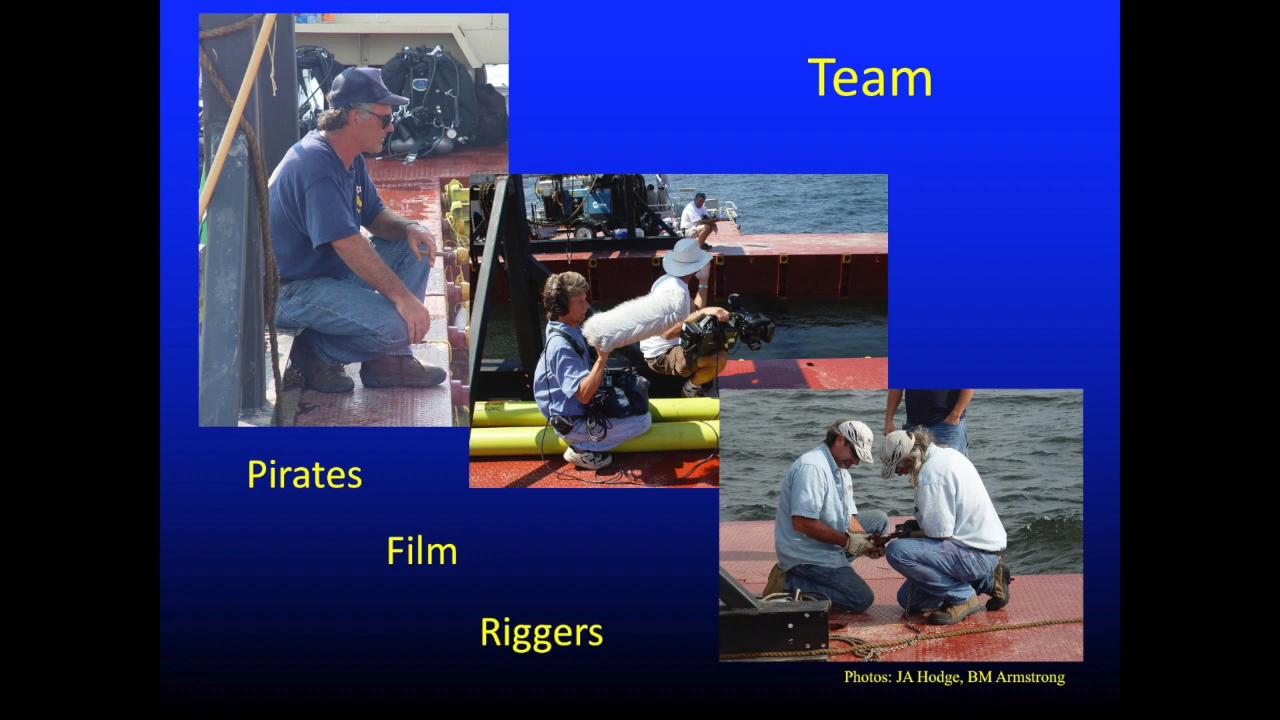 Team
Pirates
Film
Riggers
Photos: JA Hodge, BM Armstrong